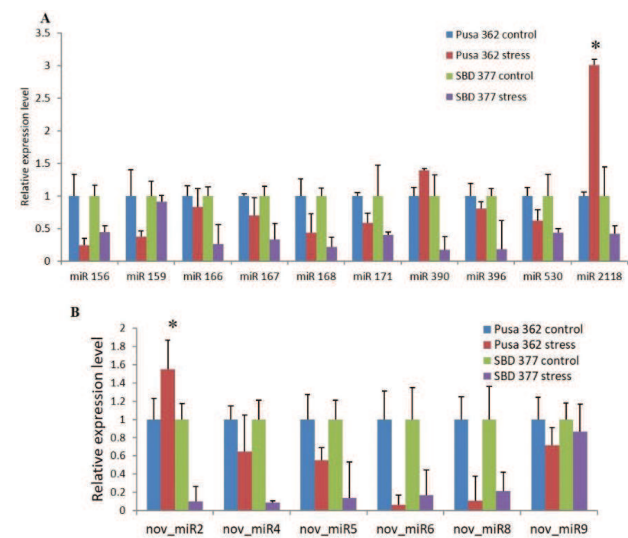 A
Relative expression level
3.5
3
2.5
2
1.5
1
0.5
0
*
Pusa 362 control
Pusa 362 stress
SBD 377 control
SBD 377 stress
miR 156 miR 159 miR 166 miR 167 miR 168 miR 171 miR 390 miR 396 miR 530 miR 2118
B
Relative expression level
2
1.8
1.6
1.4
1.2
1
0.8
0.6
0.4
0.2
0
*
Pusa 362 control
Pusa 362 stress
SBD 377 control
SBD 377 stress
nov_miR2 nov_miR4 nov_miR5 nov_miR6 nov_miR8 nov_miR9